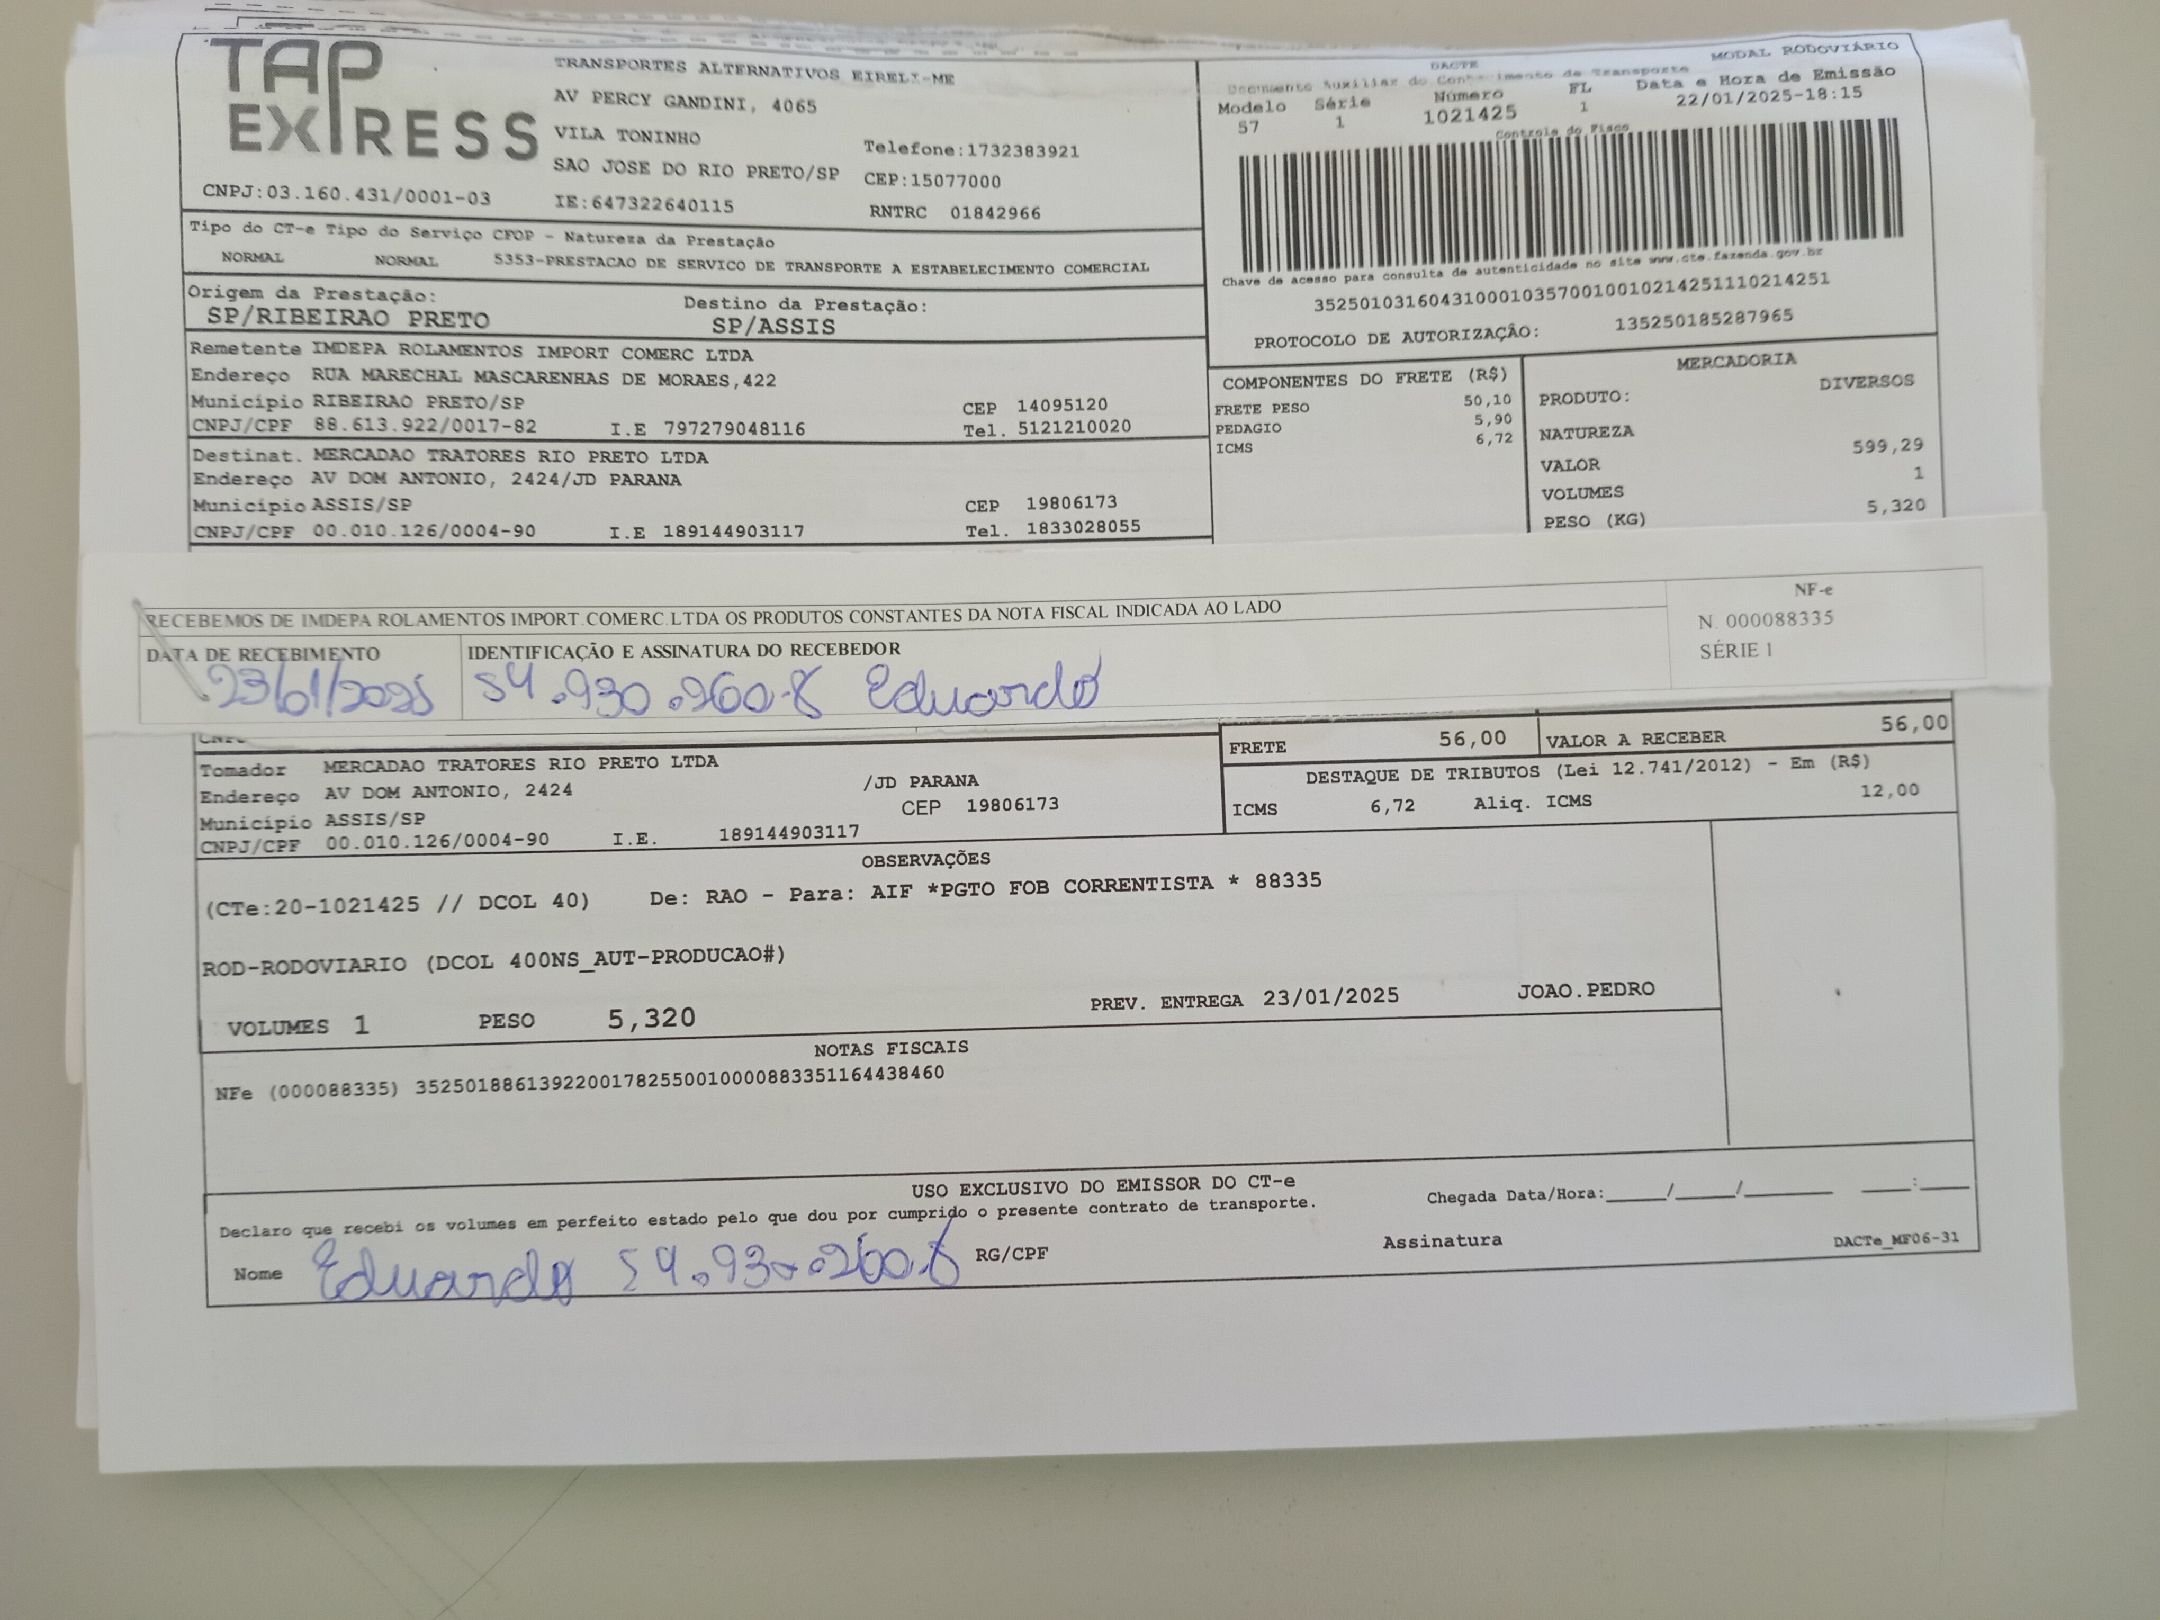 TAP
EXPRESS
CNPJ:03.160.431/0001-03
TRANSPORTES ALTERNATIVOS EIRELI-ME
AV PERCY GANDINI, 4065
VILA TONINHO
Telefone:1732383921
SAO JOSE DO RIO PRETO/SP CEP:15077000
IE:647322640115 RNTRC 01842966
DACTE MODAL RODOVIÁRIO
Documento Auxiliar do Conhecimento de Transporte
Modelo Série Número FL Data e Hora de Emissão
57 1 1021425 1 22/01/2025-18:15
Controle do Fisco
Chave de acesso para consulta de autenticidade no site www.cte.fazenda.gov.br
35250103160431000103570010010214251110214251
PROTOCOLO DE AUTORIZAÇÃO: 135250185287965
Tipo do CT-e Tipo do Serviço CFOP - Natureza da Prestação
NORMAL NORMAL 5353-PRESTACAO DE SERVICO DE TRANSPORTE A ESTABELECIMENTO COMERCIAL
Origem da Prestação: Destino da Prestação:
SP/RIBEIRAO PRETO SP/ASSIS
Remetente IMDEPA ROLAMENTOS IMPORT COMERC LTDA
Endereço RUA MARECHAL MASCARENHAS DE MORAES,422
Município RIBEIRAO PRETO/SP CEP 14095120
CNPJ/CPF 88.613.922/0017-82 I.E 797279048116 Tel. 5121210020
Destinat. MERCADAO TRATORES RIO PRETO LTDA
Endereço AV DOM ANTONIO, 2424/JD PARANA
Município ASSIS/SP CEP 19806173
CNPJ/CPF 00.010.126/0004-90 I.E 189144903117 Tel. 1833028055
COMPONENTES DO FRETE (R$)
FRETE PESO 50,10
PEDAGIO 5,90
ICMS 6,72
MERCADORIA
PRODUTO: DIVERSOS
NATUREZA
VALOR 599,29
VOLUMES 1
PESO (KG) 5,320
RECEBEMOS DE IMDEPA ROLAMENTOS IMPORT.COMERC.LTDA OS PRODUTOS CONSTANTES DA NOTA FISCAL INDICADA AO LADO
DATA DE RECEBIMENTO IDENTIFICAÇÃO E ASSINATURA DO RECEBEDOR
23/01/2025 54.930.260-8 Eduardo
NF-e
N. 000088335
SÉRIE 1
FRETE 56,00 VALOR A RECEBER 56,00
Tomador MERCADAO TRATORES RIO PRETO LTDA
Endereço AV DOM ANTONIO, 2424 /JD PARANA
Município ASSIS/SP CEP 19806173
CNPJ/CPF 00.010.126/0004-90 I.E. 189144903117
DESTAQUE DE TRIBUTOS (Lei 12.741/2012) - Em (R$)
ICMS 6,72 Aliq. ICMS 12,00
OBSERVAÇÕES
(CTe:20-1021425 // DCOL 40) De: RAO - Para: AIF *PGTO FOB CORRENTISTA * 88335
ROD-RODOVIARIO (DCOL 400NS_AUT-PRODUCAO#)
VOLUMES 1 PESO 5,320 PREV. ENTREGA 23/01/2025 JOAO.PEDRO
NOTAS FISCAIS
NFe (000088335) 35250188613922001782550010000883351164438460
USO EXCLUSIVO DO EMISSOR DO CT-e
Declaro que recebi os volumes em perfeito estado pelo que dou por cumprido o presente contrato de transporte.
Chegada Data/Hora:_____/_____/________ ____:____
Nome Eduardo 54.930.260.8 RG/CPF Assinatura DACTe_MF06-31